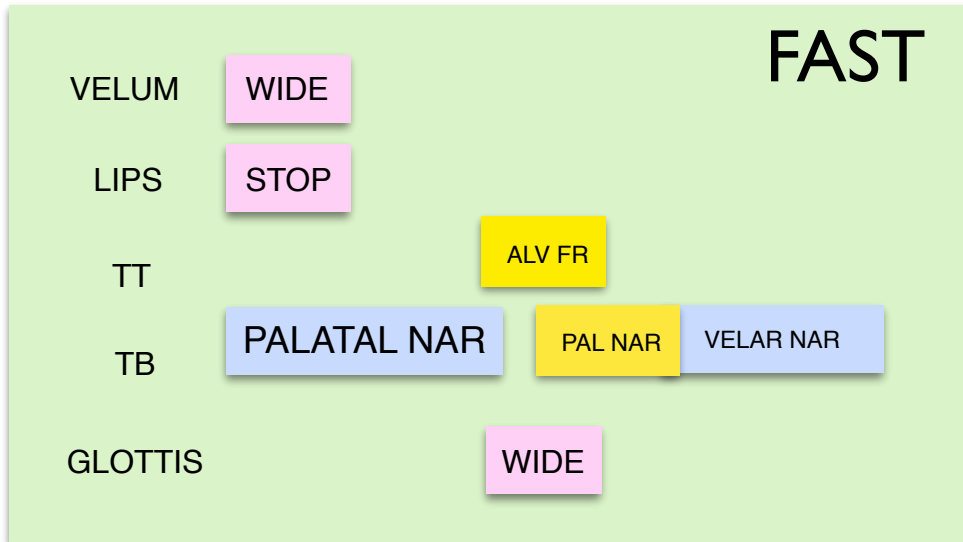 FAST
VELUM WIDE
LIPS STOP
TT ALV FR
TB PALATAL NAR PAL NAR VELAR NAR
GLOTTIS WIDE